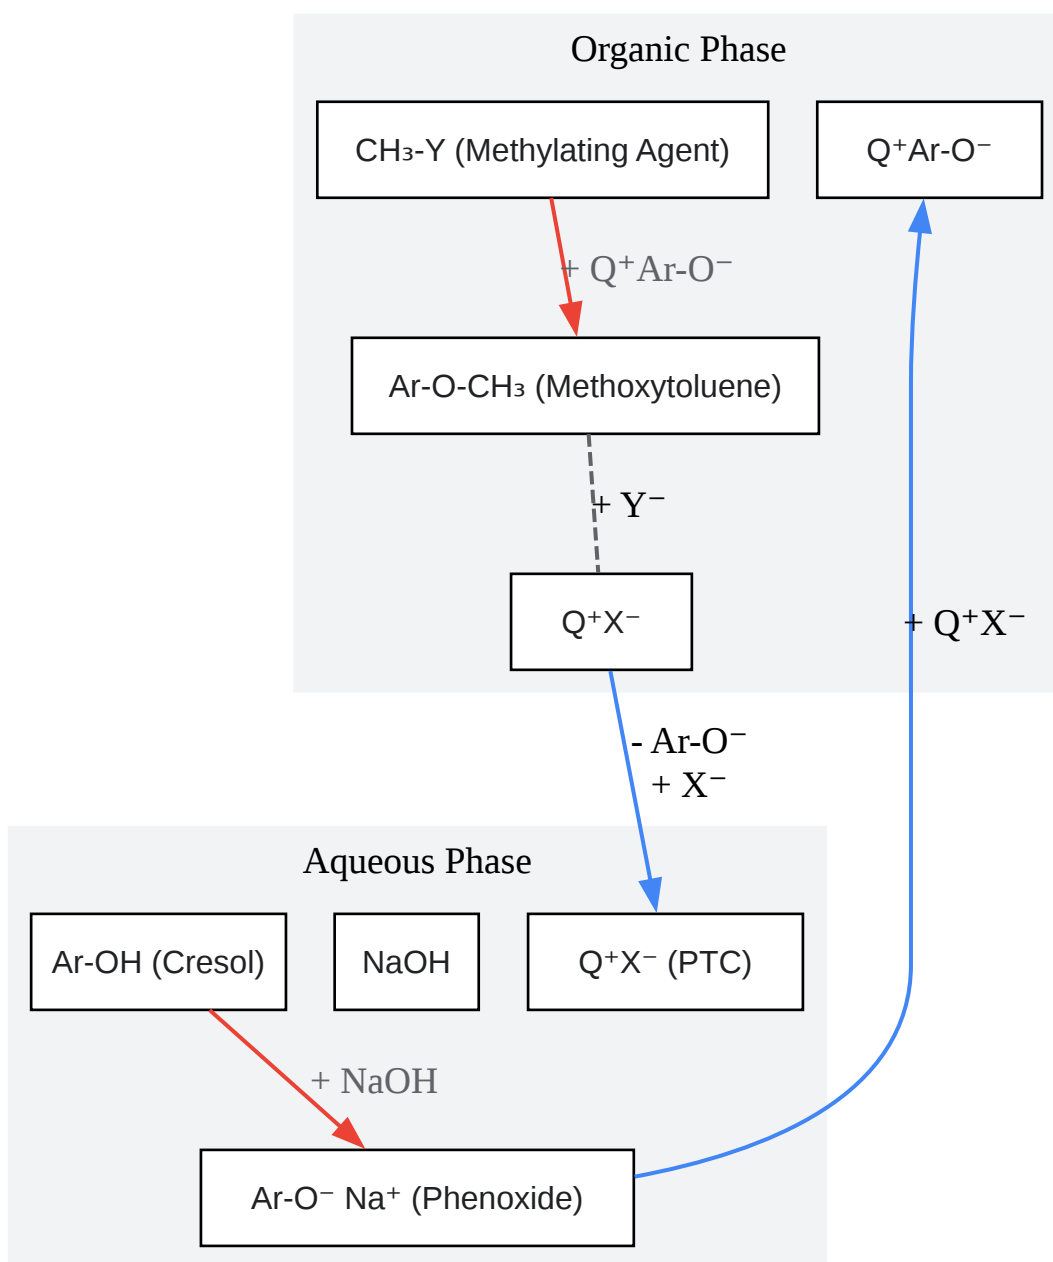 Organic Phase
CH₃-Y (Methylating Agent)
Q⁺Ar-O⁻
+ Q⁺Ar-O⁻
Ar-O-CH₃ (Methoxytoluene)
+ Y⁻
Q⁺X⁻
+ Q⁺X⁻
- Ar-O⁻
+ X⁻
Aqueous Phase
Ar-OH (Cresol)
NaOH
Q⁺X⁻ (PTC)
+ NaOH
Ar-O⁻ Na⁺ (Phenoxide)